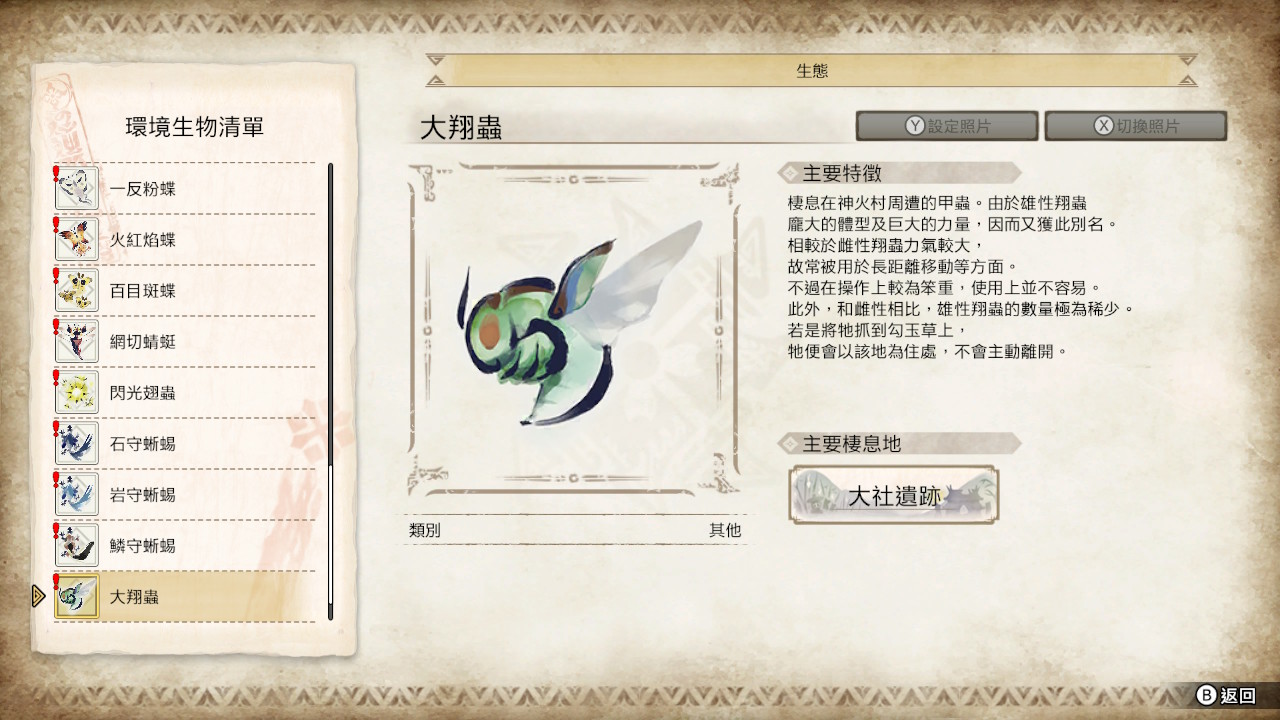 生態
環境生物清單
一反粉蝶
火紅焰蝶
百目斑蝶
網切蜻蜓
閃光翅蟲
石守蜥蜴
岩守蜥蜴
鱗守蜥蜴
大翔蟲
大翔蟲
Y設定照片
X切換照片
類別 其他
主要特徵
棲息在神火村周遭的甲蟲。由於雄性翔蟲
龐大的體型及巨大的力量，因而又獲此別名。
相較於雌性翔蟲力氣較大，
故常被用於長距離移動等方面。
不過在操作上較為笨重，使用上並不容易。
此外，和雌性相比，雄性翔蟲的數量極為稀少。
若是將牠抓到勾玉草上，
牠便會以該地為住處，不會主動離開。
主要棲息地
大社遺跡
B返回